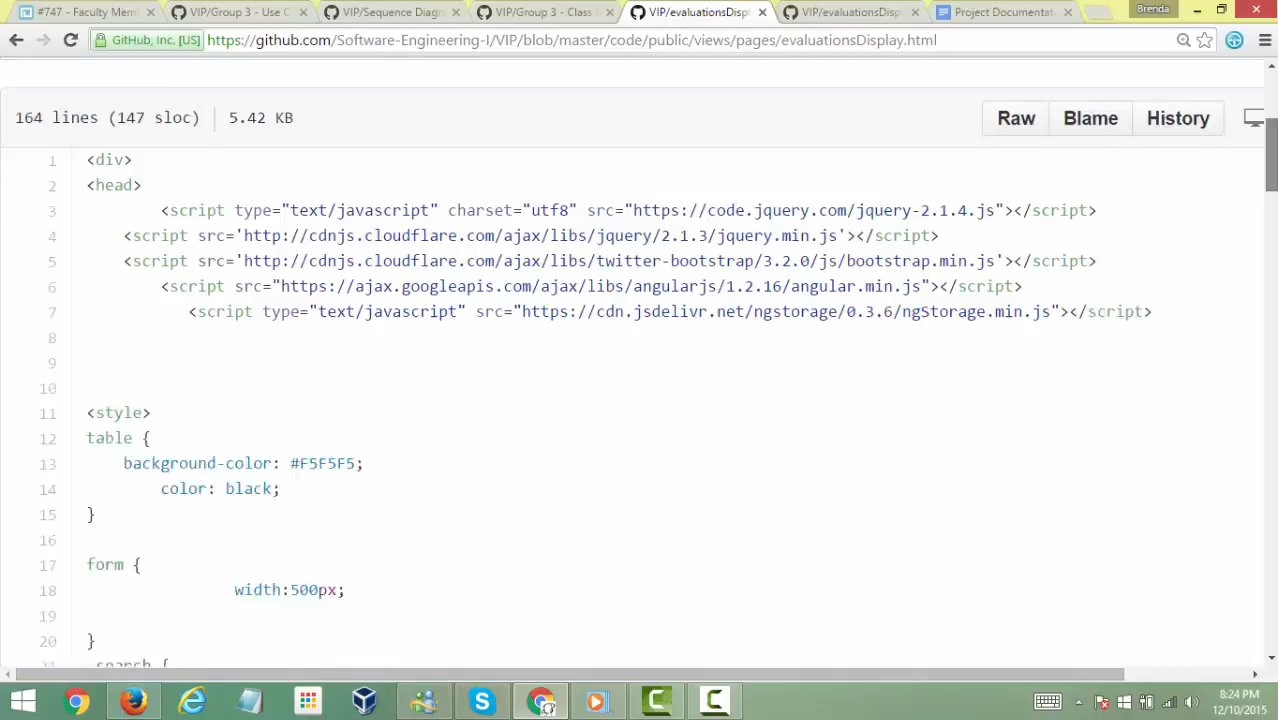 #747 - Faculty Mem
VIP/Group 3 - Use C
VIP/Sequence Diagr
VIP/Group 3 - Class
VIP/evaluationsDispl
VIP/evaluationsDisp
Project Documentat
Brenda
GitHub, Inc. [US]
https://github.com/Software-Engineering-I/VIP/blob/master/code/public/views/pages/evaluationsDisplay.html
164 lines (147 sloc)
5.42 KB
Raw
Blame
History
1 <div>
2 <head>
3 <script type="text/javascript" charset="utf8" src="https://code.jquery.com/jquery-2.1.4.js"></script>
4 <script src='http://cdnjs.cloudflare.com/ajax/libs/jquery/2.1.3/jquery.min.js'></script>
5 <script src='http://cdnjs.cloudflare.com/ajax/libs/twitter-bootstrap/3.2.0/js/bootstrap.min.js'></script>
6 <script src="https://ajax.googleapis.com/ajax/libs/angularjs/1.2.16/angular.min.js"></script>
7 <script type="text/javascript" src="https://cdn.jsdelivr.net/ngstorage/0.3.6/ngStorage.min.js"></script>
8
9
10
11 <style>
12 table {
13 background-color: #F5F5F5;
14 color: black;
15 }
16
17 form {
18 width:500px;
19
20 }
8:24 PM
12/10/2015